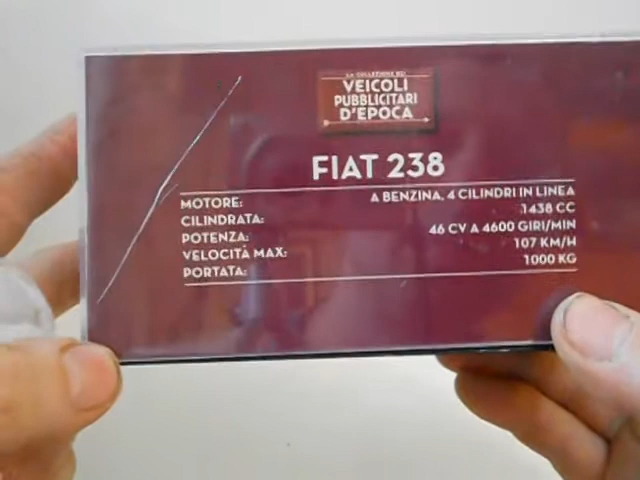 LA COLLEZIONE DEI
VEICOLI
PUBBLICITARI
D'EPOCA
FIAT 238
MOTORE: A BENZINA, 4 CILINDRI IN LINEA
CILINDRATA: 1438 CC
POTENZA: 46 CV A 4600 GIRI/MIN
VELOCITÀ MAX: 107 KM/H
PORTATA: 1000 KG